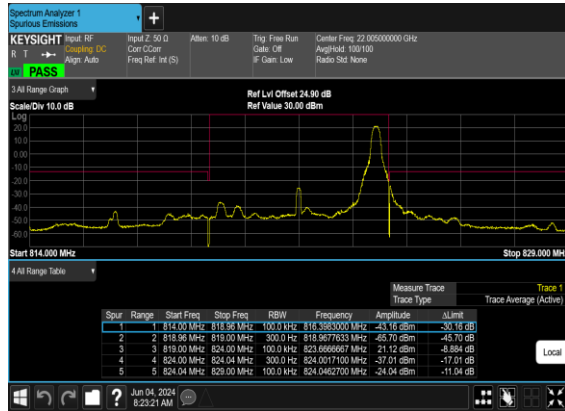 Spectrum Analyzer 1
Spurious Emissions
+
KEYSIGHT Input: RF Input Z: 50 Ω Atten: 10 dB Trig: Free Run Center Freq: 22.005000000 GHz
R T Coupling: DC Corr CCorr Gate: Off Avg|Hold: 100/100
Align: Auto Freq Ref: Int (S) IF Gain: Low Radio Std: None
LW PASS
3 All Range Graph
Ref Lvl Offset 24.90 dB
Scale/Div 10.0 dB Ref Value 30.00 dBm
Log
20.0
10.0
0.00
-10.0
-20.0
-30.0
-40.0
-50.0
-60.0
Start 814.000 MHz Stop 829.000 MH
4 All Range Table
Measure Trace Trace 1
Trace Type Trace Average (Active)
Spur Range Start Freq Stop Freq RBW Frequency Amplitude ΔLimit
1 1 814.00 MHz 818.96 MHz 100.0 kHz 816.3983000 MHz -43.16 dBm -30.16 dB
2 2 818.96 MHz 819.00 MHz 300.0 Hz 818.9677633 MHz -65.70 dBm -45.70 dB
3 3 819.00 MHz 824.00 MHz 100.0 kHz 823.6666667 MHz 21.12 dBm -8.884 dB
4 4 824.00 MHz 824.04 MHz 300.0 Hz 824.0017100 MHz -37.01 dBm -17.01 dB
5 5 824.04 MHz 829.00 MHz 100.0 kHz 824.0462700 MHz -24.04 dBm -11.04 dB
Local
?
Jun 04, 2024
8:23:21 AM